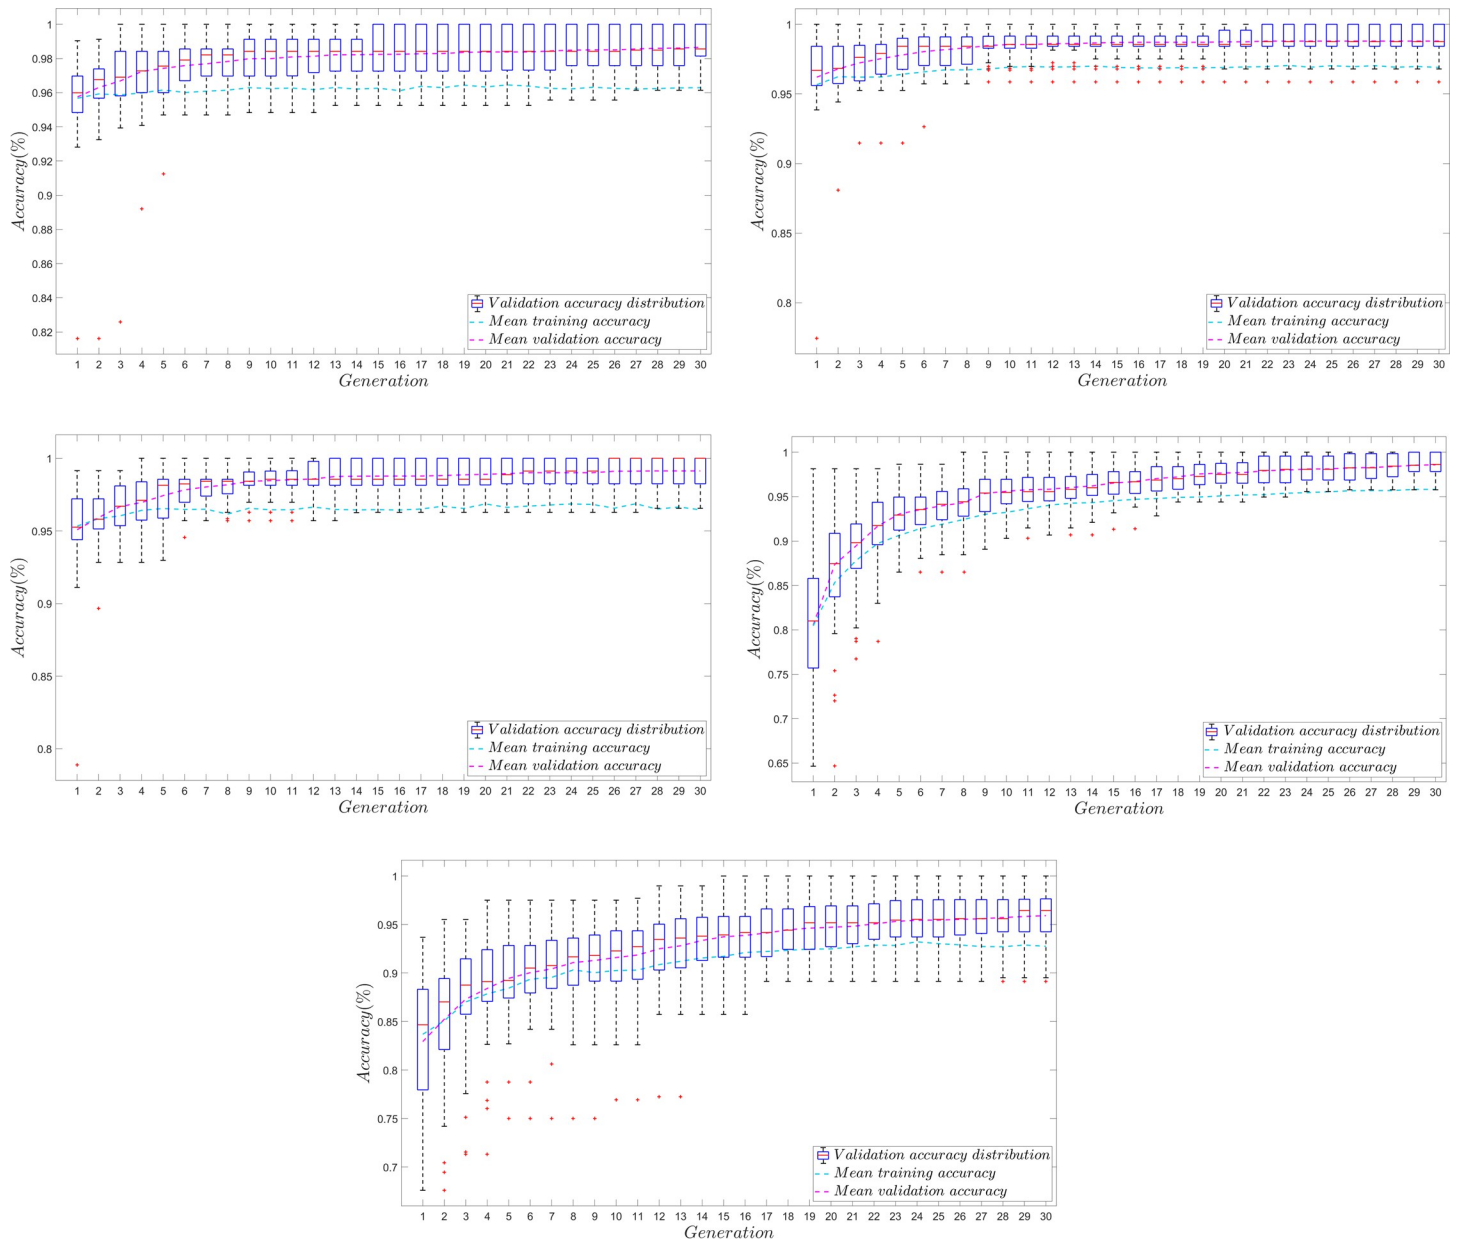 1
0.98
0.96
0.94
0.92
0.9
0.88
0.86
0.84
0.82
Accuracy(%)
1 2 3 4 5 6 7 8 9 10 11 12 13 14 15 16 17 18 19 20 21 22 23 24 25 26 27 28 29 30
Generation
Validation accuracy distribution
Mean training accuracy
Mean validation accuracy
1
0.95
0.9
0.85
0.8
Accuracy(%)
1 2 3 4 5 6 7 8 9 10 11 12 13 14 15 16 17 18 19 20 21 22 23 24 25 26 27 28 29 30
Generation
Validation accuracy distribution
Mean training accuracy
Mean validation accuracy
1
0.95
0.9
0.85
0.8
Accuracy(%)
1 2 3 4 5 6 7 8 9 10 11 12 13 14 15 16 17 18 19 20 21 22 23 24 25 26 27 28 29 30
Generation
Validation accuracy distribution
Mean training accuracy
Mean validation accuracy
1
0.95
0.9
0.85
0.8
0.75
0.7
0.65
Accuracy(%)
1 2 3 4 5 6 7 8 9 10 11 12 13 14 15 16 17 18 19 20 21 22 23 24 25 26 27 28 29 30
Generation
Validation accuracy distribution
Mean training accuracy
Mean validation accuracy
1
0.95
0.9
0.85
0.8
0.75
0.7
Accuracy(%)
1 2 3 4 5 6 7 8 9 10 11 12 13 14 15 16 17 18 19 20 21 22 23 24 25 26 27 28 29 30
Generation
Validation accuracy distribution
Mean training accuracy
Mean validation accuracy